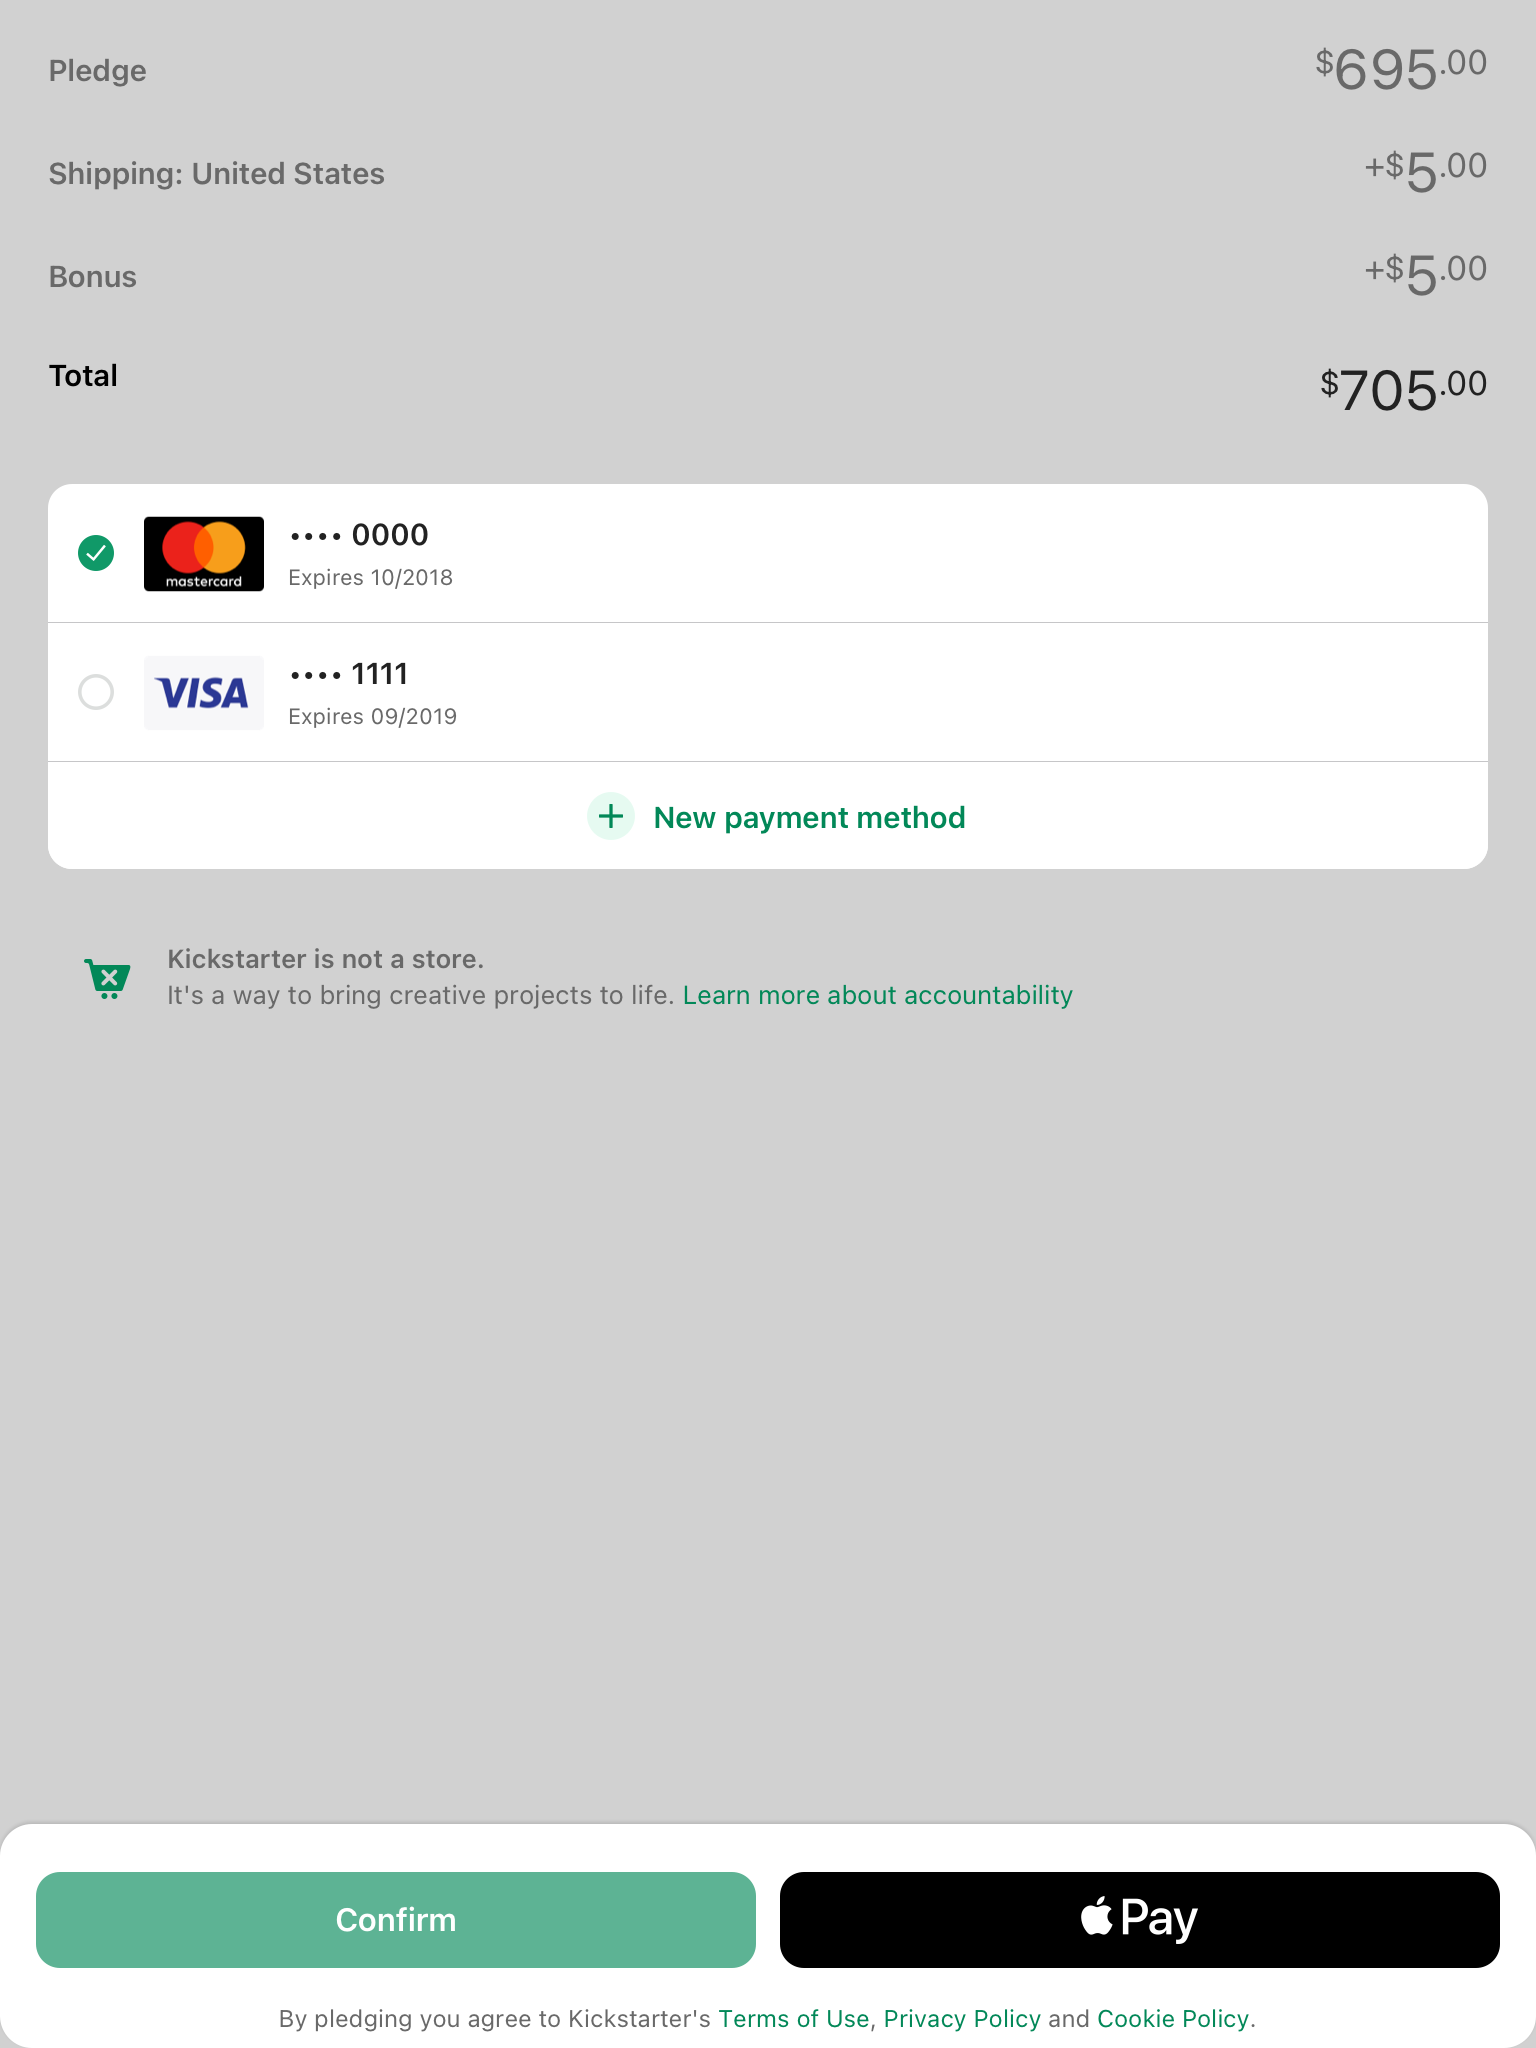 Pledge $695.00
Shipping: United States +$5.00
Bonus +$5.00
Total $705.00
mastercard
•••• 0000
Expires 10/2018
VISA
•••• 1111
Expires 09/2019
New payment method
Kickstarter is not a store.
It's a way to bring creative projects to life. Learn more about accountability
Confirm
Pay
By pledging you agree to Kickstarter's Terms of Use, Privacy Policy and Cookie Policy.